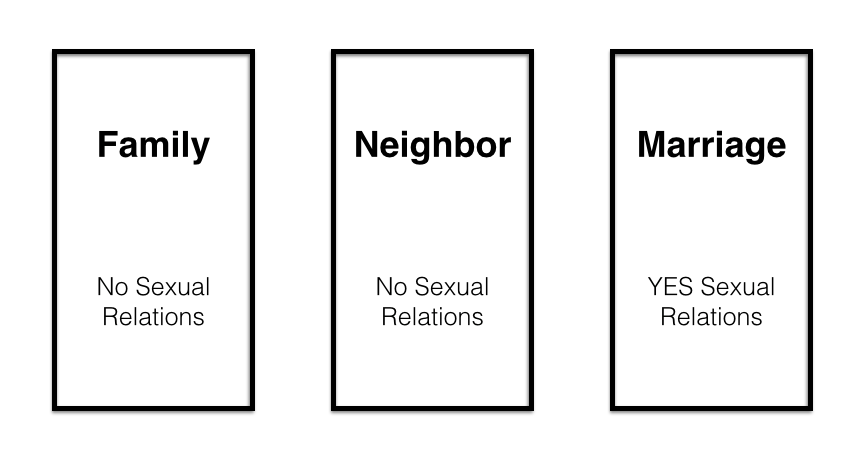 Family
No Sexual
Relations
Neighbor
No Sexual
Relations
Marriage
YES Sexual
Relations